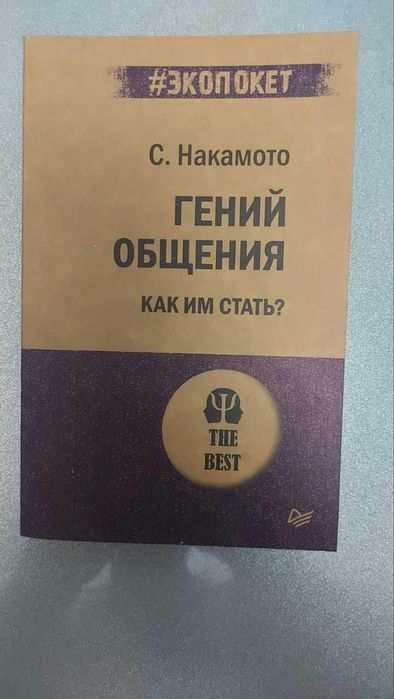 #ЭКОПОКЕТ
С. Накамото
ГЕНИЙ
ОБЩЕНИЯ
КАК ИМ СТАТЬ?
THE
BEST